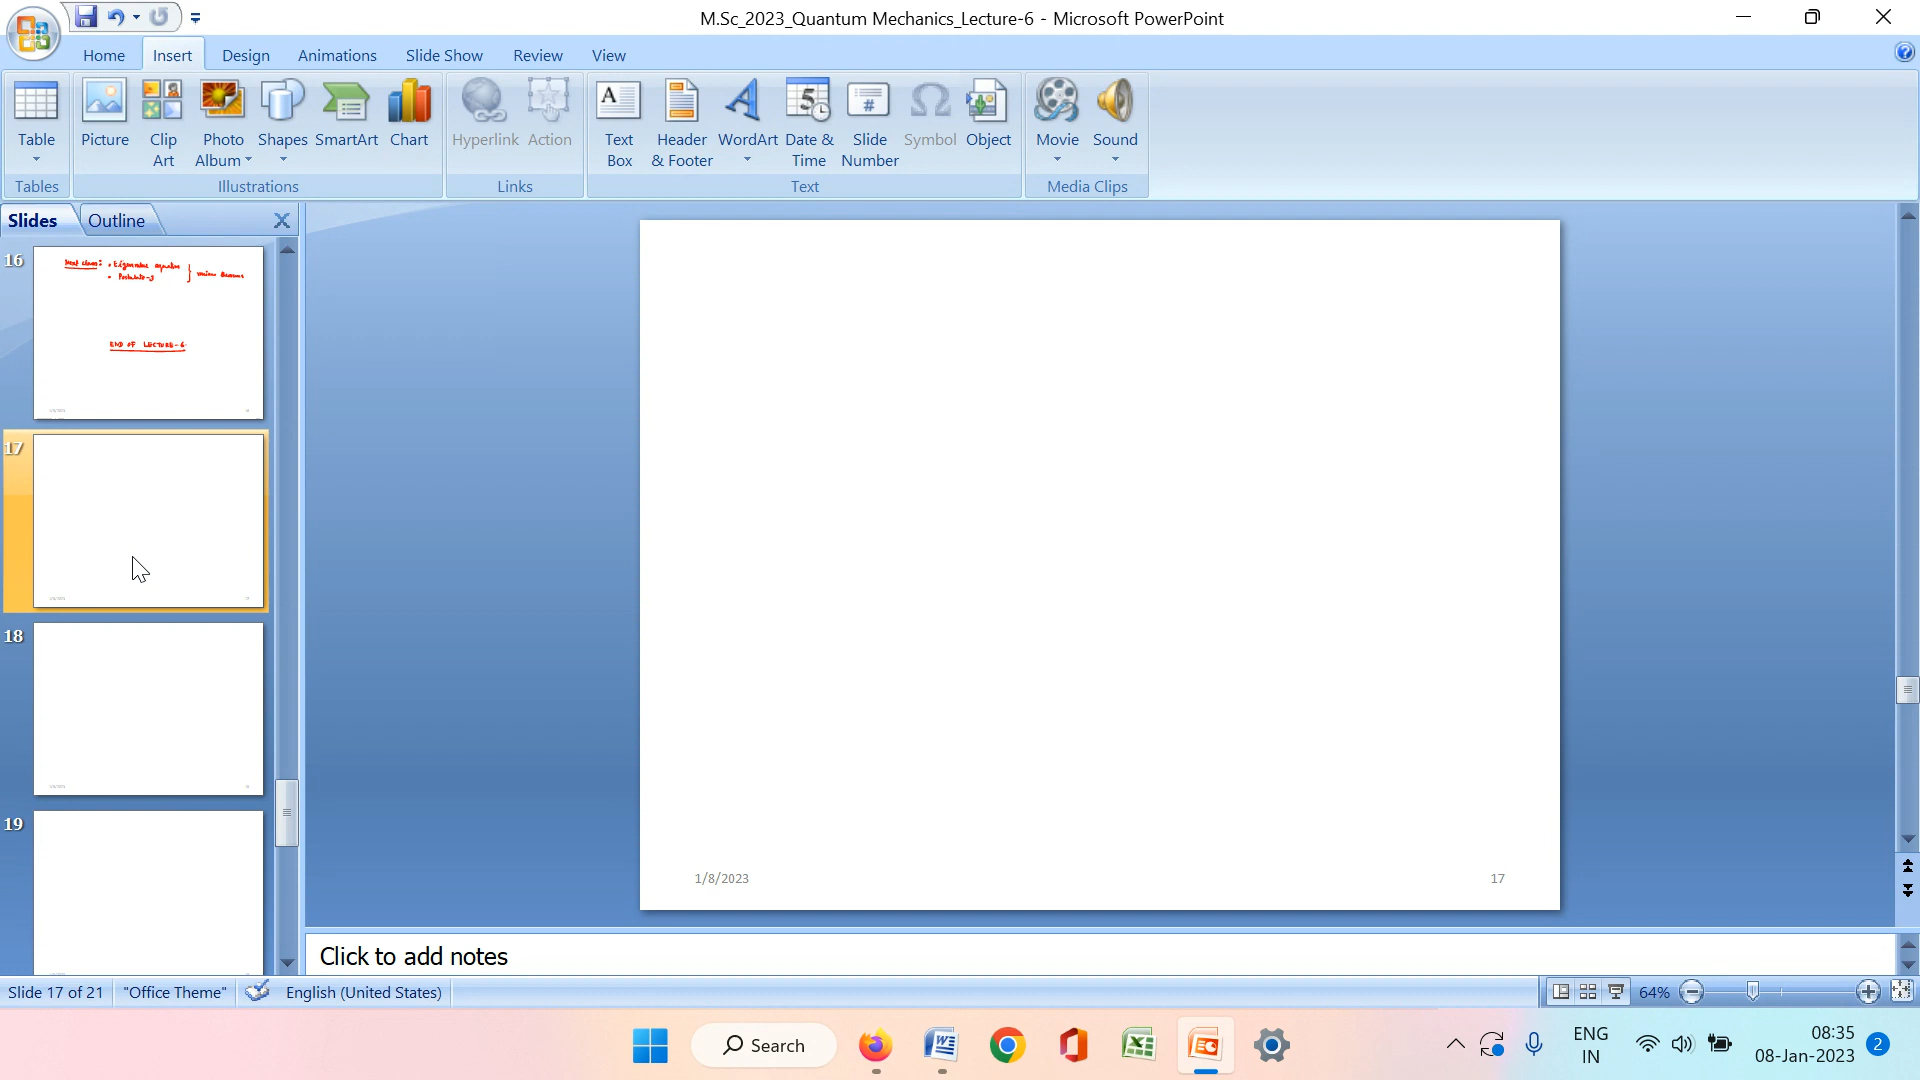 M.Sc_2023_Quantum Mechanics_Lecture-6 - Microsoft PowerPoint
Home Insert Design Animations Slide Show Review View
Table Picture Clip Art Photo Album Shapes SmartArt Chart Hyperlink Action Text Box Header & Footer WordArt Date & Time Slide Number Symbol Object Movie Sound
Tables Illustrations Links Text Media Clips
Slides Outline
16
Next class:
Postulate-3
END OF LECTURE-6
17
18
19
1/8/2023 17
Click to add notes
Slide 17 of 21 "Office Theme" English (United States) 64%
Search
ENG
IN
08:35
08-Jan-2023
2